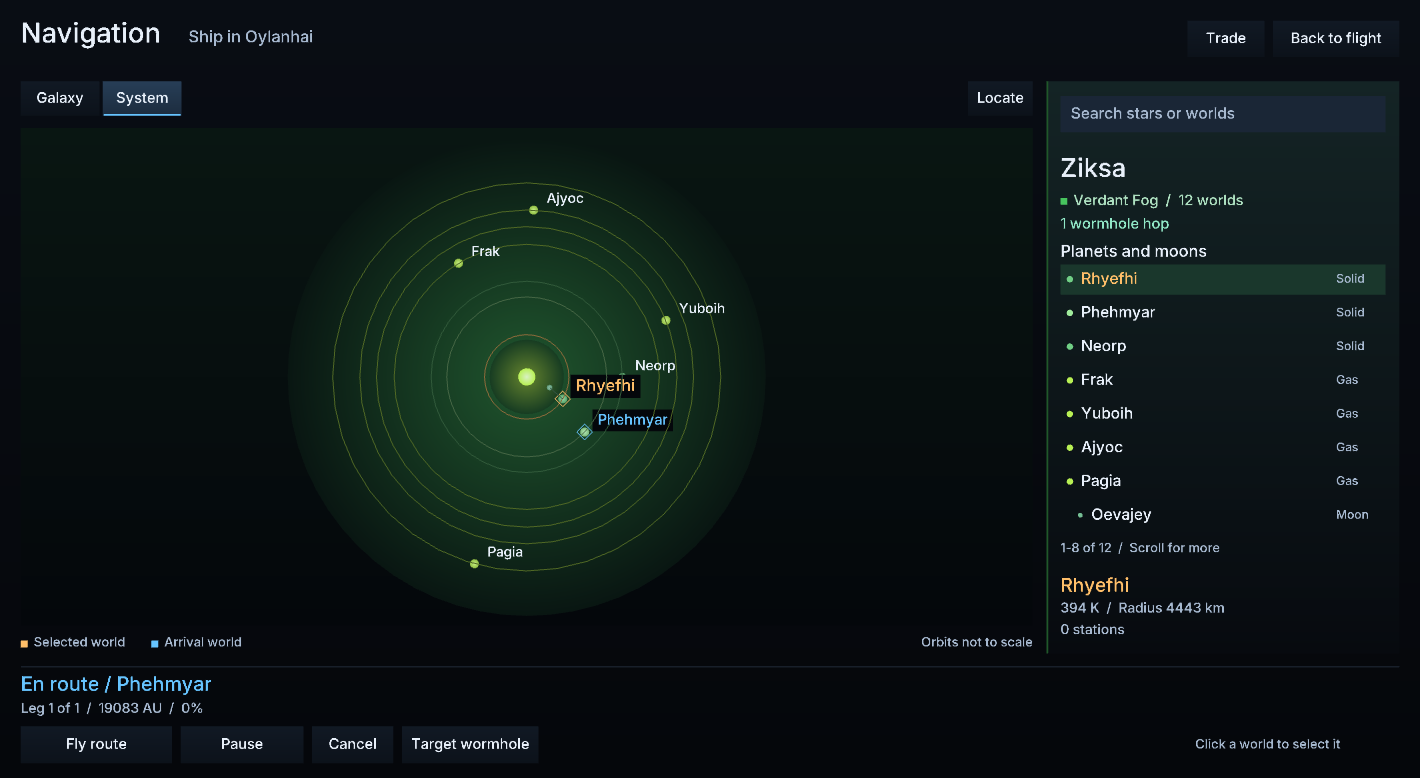 Navigation
Ship in Oylanhai
Trade
Back to flight
Galaxy
System
Locate
Ajyoc
Frak
Yuboih
Neorp
Rhyefhi
Phehmyar
Pagia
Selected world
Arrival world
Orbits not to scale
Search stars or worlds
Ziksa
Verdant Fog / 12 worlds
1 wormhole hop
Planets and moons
Rhyefhi Solid
Phehmyar Solid
Neorp Solid
Frak Gas
Yuboih Gas
Ajyoc Gas
Pagia Gas
Oevajey Moon
1-8 of 12 / Scroll for more
Rhyefhi
394 K / Radius 4443 km
0 stations
En route / Phehmyar
Leg 1 of 1 / 19083 AU / 0%
Fly route
Pause
Cancel
Target wormhole
Click a world to select it